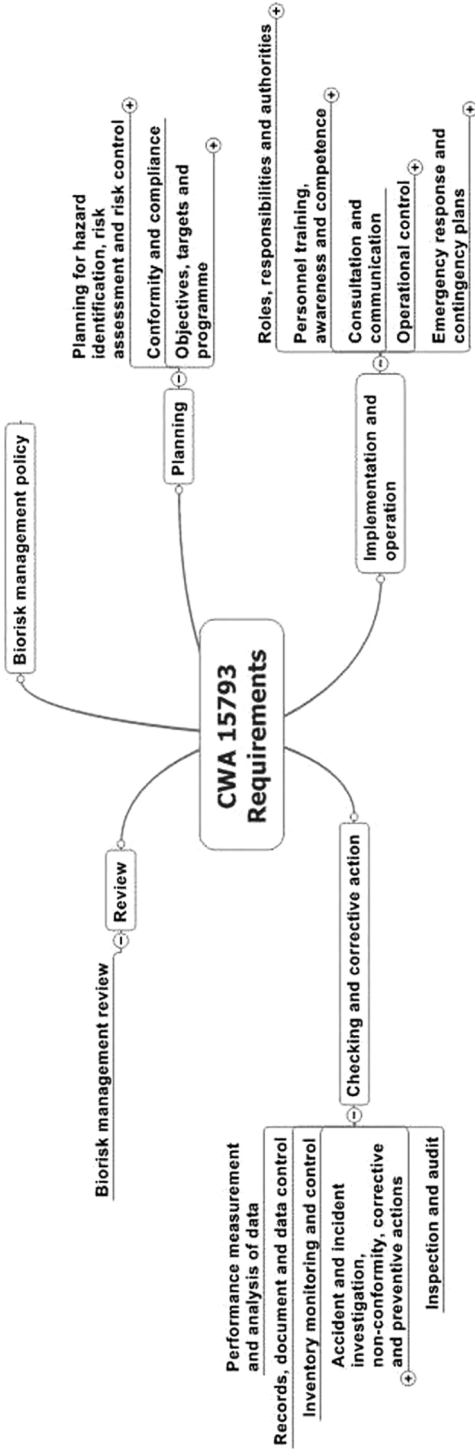 CWA 15793
Requirements
Biorisk management policy
Planning
Planning for hazard
identification, risk
assessment and risk control
Conformity and compliance
Objectives, targets and
programme
Implementation and
operation
Roles, responsibilities and authorities
Personnel training,
awareness and competence
Consultation and
communication
Operational control
Emergency response and
contingency plans
Checking and corrective action
Performance measurement
and analysis of data
Records, document and data control
Inventory monitoring and control
Accident and incident
investigation,
non-conformity, corrective
and preventive actions
Inspection and audit
Review
Biorisk management review